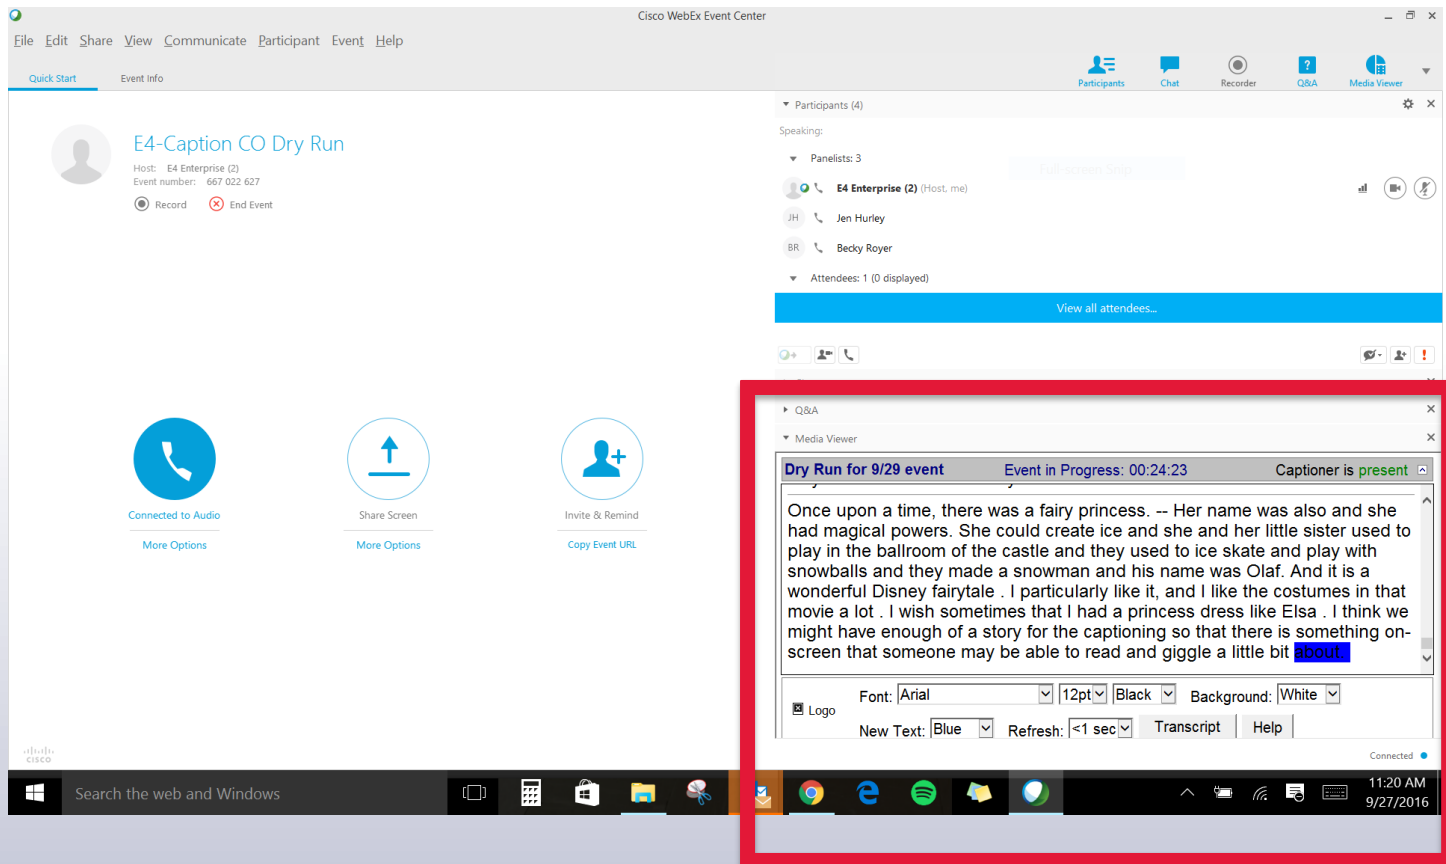 Cisco WebEx Event Center
File Edit Share View Communicate Participant Event Help
Quick Start Event Info
Participants Chat Recorder Q&A Media Viewer
E4-Caption CO Dry Run
Host: E4 Enterprise (2)
Event number: 667 022 627
Record End Event
Connected to Audio
More Options
Share Screen
More Options
Invite & Remind
Copy Event URL
CISCO
Participants (4)
Speaking:
Panelists: 3
Full-screen Snip
E4 Enterprise (2) (Host, me)
JH Jen Hurley
BR Becky Royer
Attendees: 1 (0 displayed)
View all attendees...
Q&A
Media Viewer
Dry Run for 9/29 event Event in Progress: 00:24:23 Captioner is present
Once upon a time, there was a fairy princess. -- Her name was also and she
had magical powers. She could create ice and she and her little sister used to
play in the ballroom of the castle and they used to ice skate and play with
snowballs and they made a snowman and his name was Olaf. And it is a
wonderful Disney fairytale . I particularly like it, and I like the costumes in that
movie a lot . I wish sometimes that I had a princess dress like Elsa . I think we
might have enough of a story for the captioning so that there is something on-
screen that someone may be able to read and giggle a little bit about.
Logo Font: Arial 12pt Black Background: White
New Text: Blue Refresh: <1 sec Transcript Help
Connected
Search the web and Windows
11:20 AM
9/27/2016